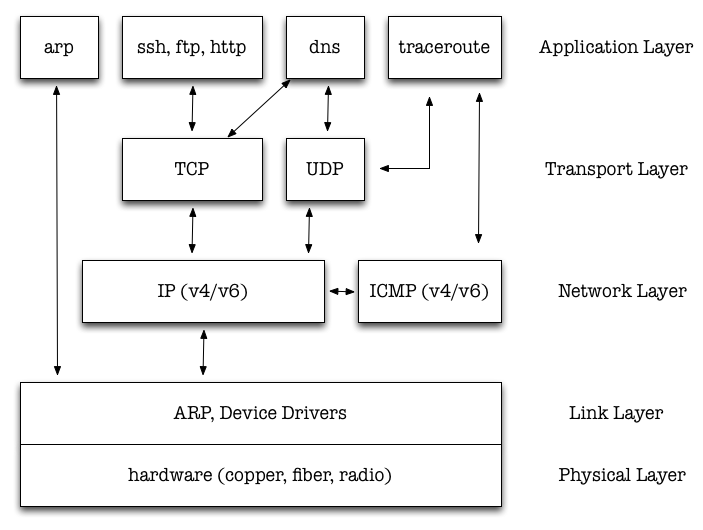 arp
ssh, ftp, http
dns
traceroute
Application Layer
TCP
UDP
Transport Layer
IP (v4/v6)
ICMP (v4/v6)
Network Layer
ARP, Device Drivers
Link Layer
hardware (copper, fiber, radio)
Physical Layer